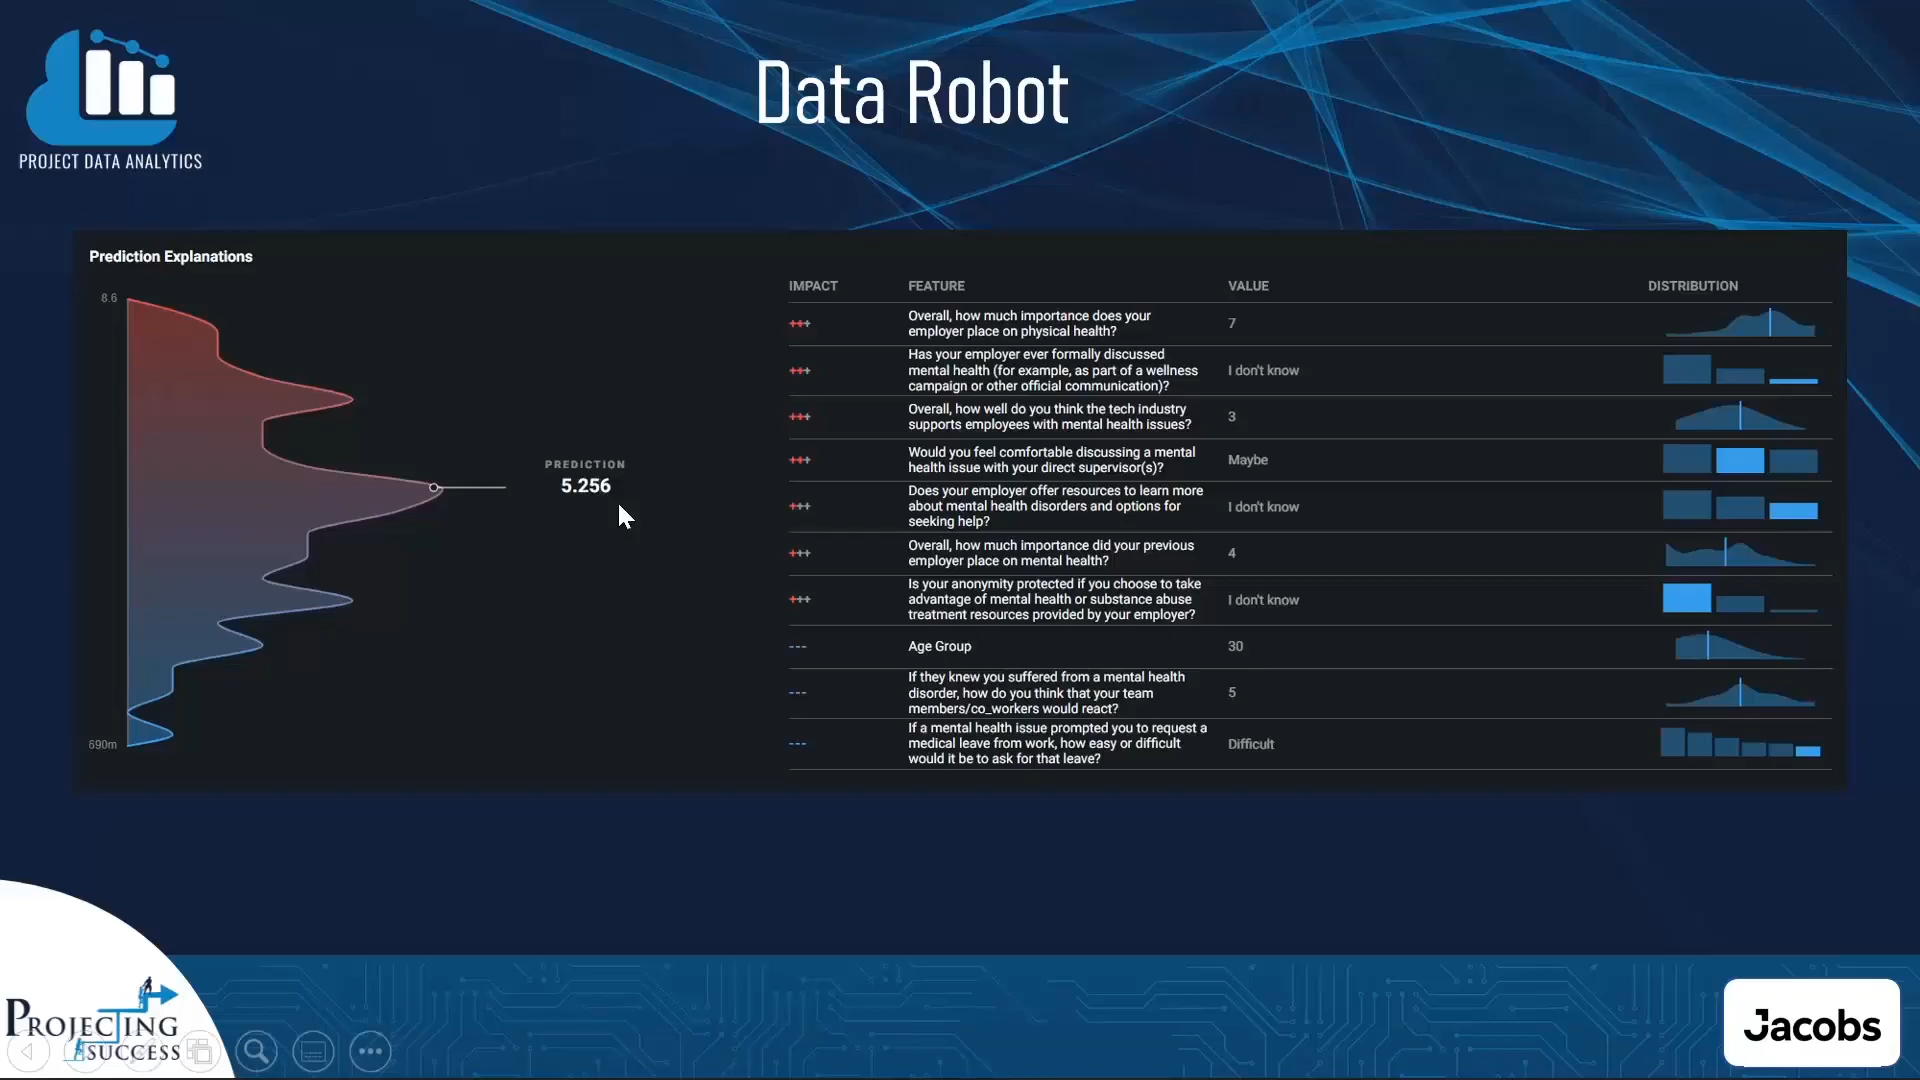 Data Robot
PROJECT DATA ANALYTICS
Prediction Explanations
8.6
690m
PREDICTION
5.256
IMPACT FEATURE VALUE DISTRIBUTION
+++ Overall, how much importance does your
employer place on physical health? 7
+++ Has your employer ever formally discussed
mental health (for example, as part of a wellness
campaign or other official communication)? I don't know
+++ Overall, how well do you think the tech industry
supports employees with mental health issues? 3
+++ Would you feel comfortable discussing a mental
health issue with your direct supervisor(s)? Maybe
+++ Does your employer offer resources to learn more
about mental health disorders and options for
seeking help? I don't know
+++ Overall, how much importance did your previous
employer place on mental health? 4
+++ Is your anonymity protected if you choose to take
advantage of mental health or substance abuse
treatment resources provided by your employer? I don't know
--- Age Group 30
--- If they knew you suffered from a mental health
disorder, how do you think that your team
members/co_workers would react? 5
--- If a mental health issue prompted you to request a
medical leave from work, how easy or difficult
would it be to ask for that leave? Difficult
PROJECTING
SUCCESS
Jacobs